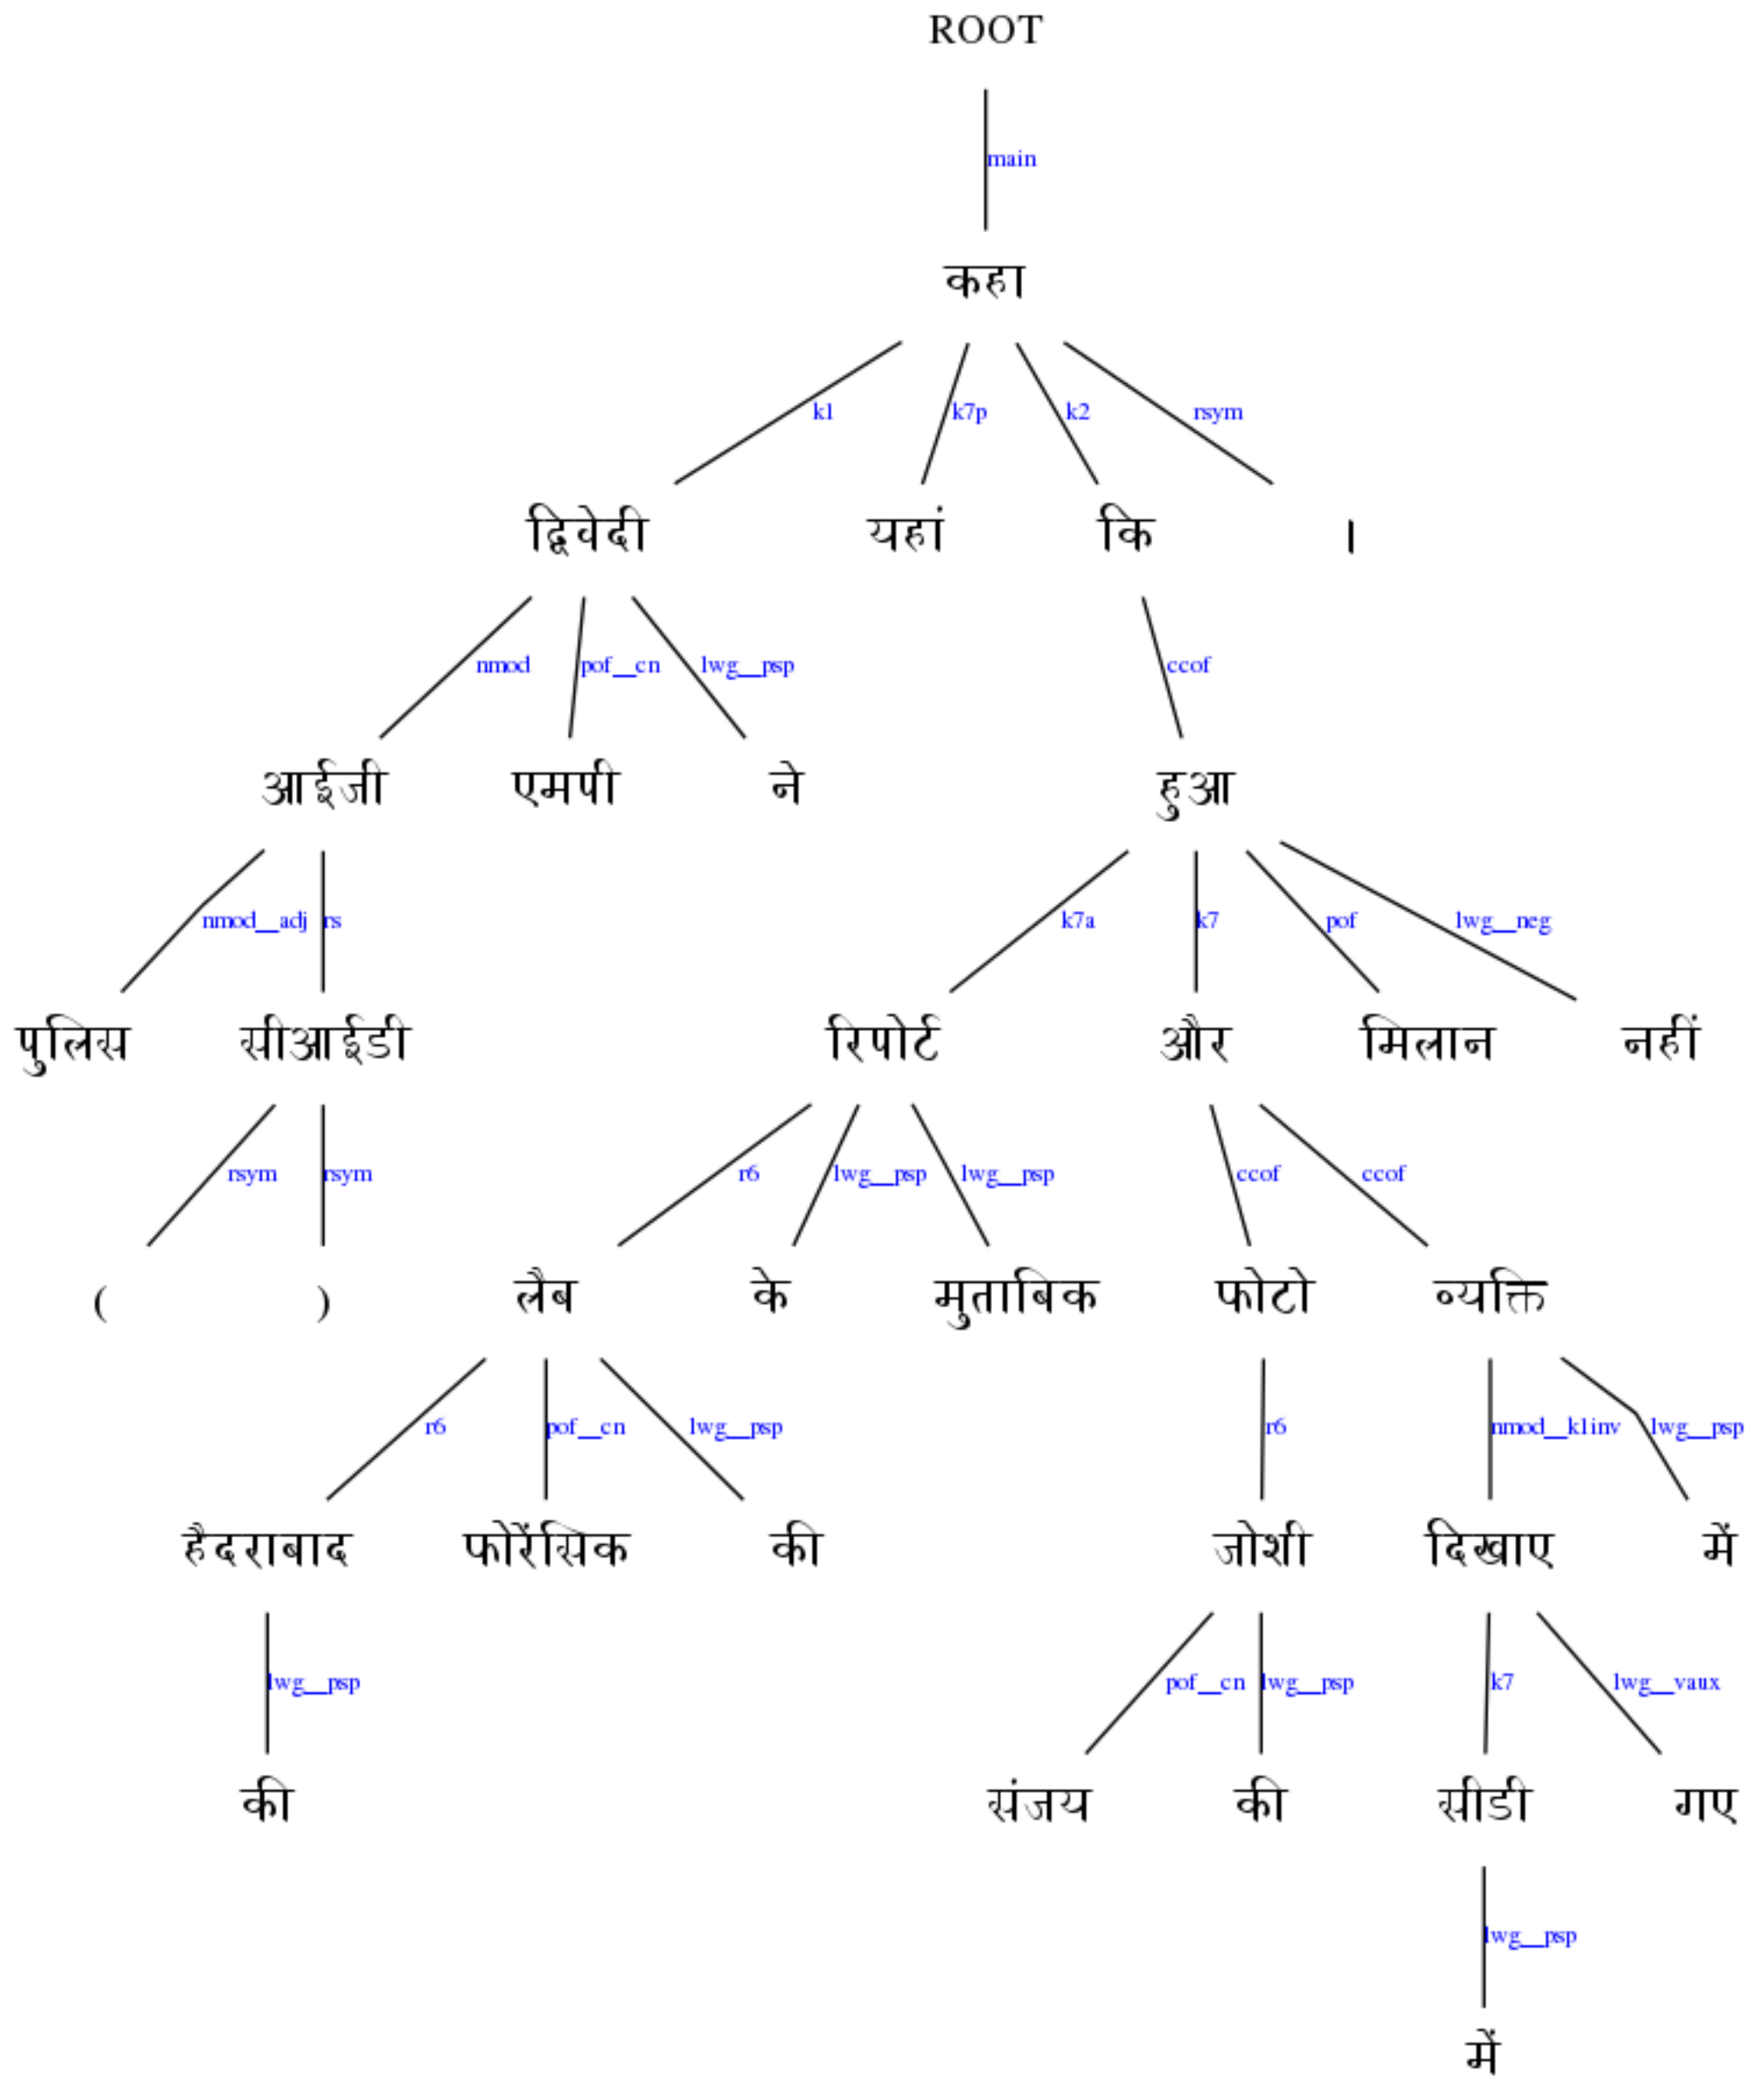 ROOT
main
कहा
k1 k7p k2 rsym
द्विवेदी यहां कि ।
nmod pof__cn lwg__psp ccof
आईजी एमपी ने हुआ
nmod__adj rs k7a k7 pof lwg__neg
पुलिस सीआईडी रिपोर्ट और मिलान नहीं
rsym rsym r6 lwg__psp lwg__psp ccof ccof
( ) लैब के मुताबिक फोटो व्यक्ति
r6 pof__cn lwg__psp r6 nmod__k1inv lwg__psp
हैदराबाद फोरेंसिक की जोशी दिखाए में
lwg__psp pof__cn lwg__psp k7 lwg__vaux
की संजय की सीडी गए
lwg__psp
में